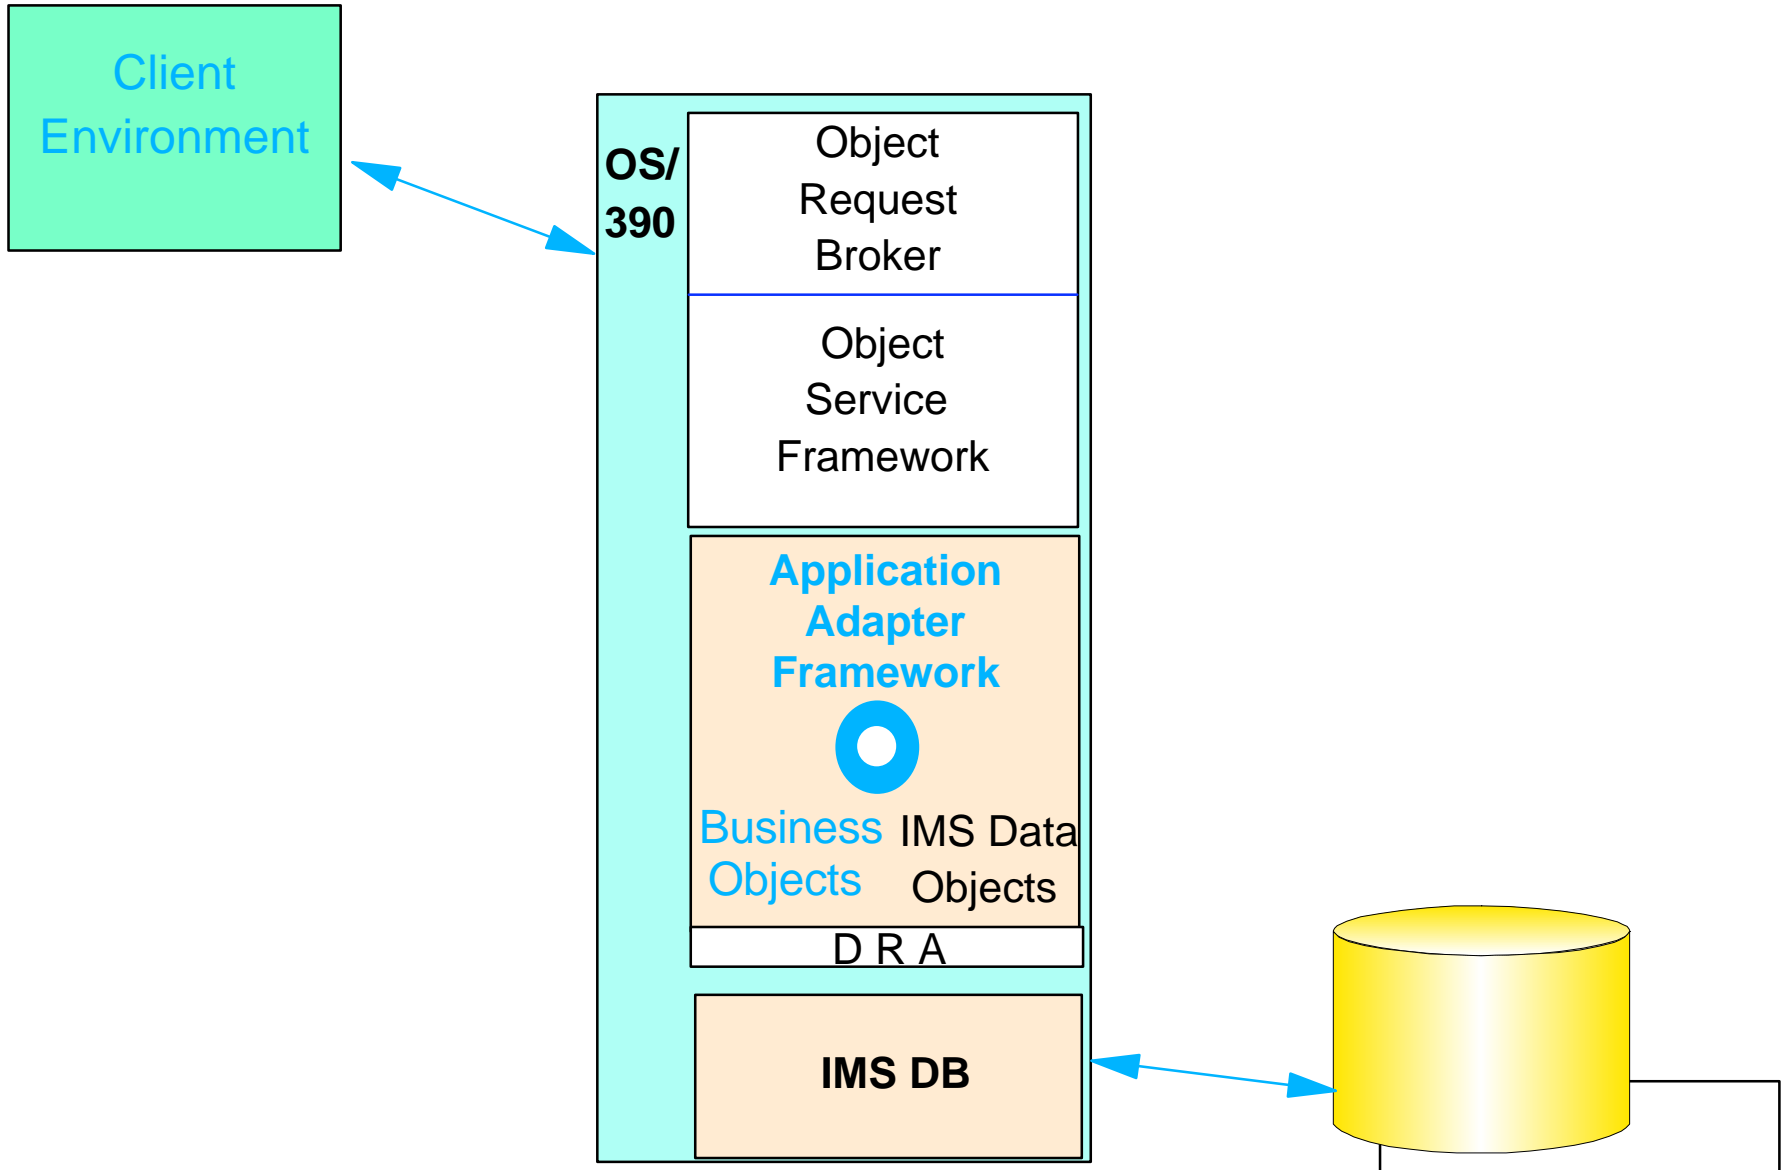 Client
Environment
OS/
390
Object
Request
Broker
Object
Service
Framework
Application
Adapter
Framework
Business
Objects
IMS Data
Objects
D R A
IMS DB